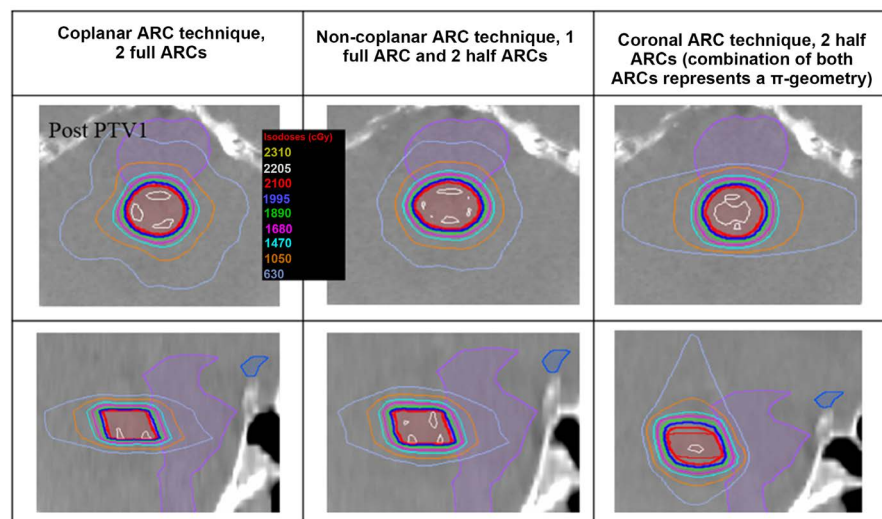 Coplanar ARC technique,
2 full ARCs
Non-coplanar ARC technique, 1
full ARC and 2 half ARCs
Coronal ARC technique, 2 half
ARCs (combination of both
ARCs represents a π-geometry)
Post PTV1
Isodoses (cGy)
2310
2205
2100
1995
1890
1680
1470
1050
630